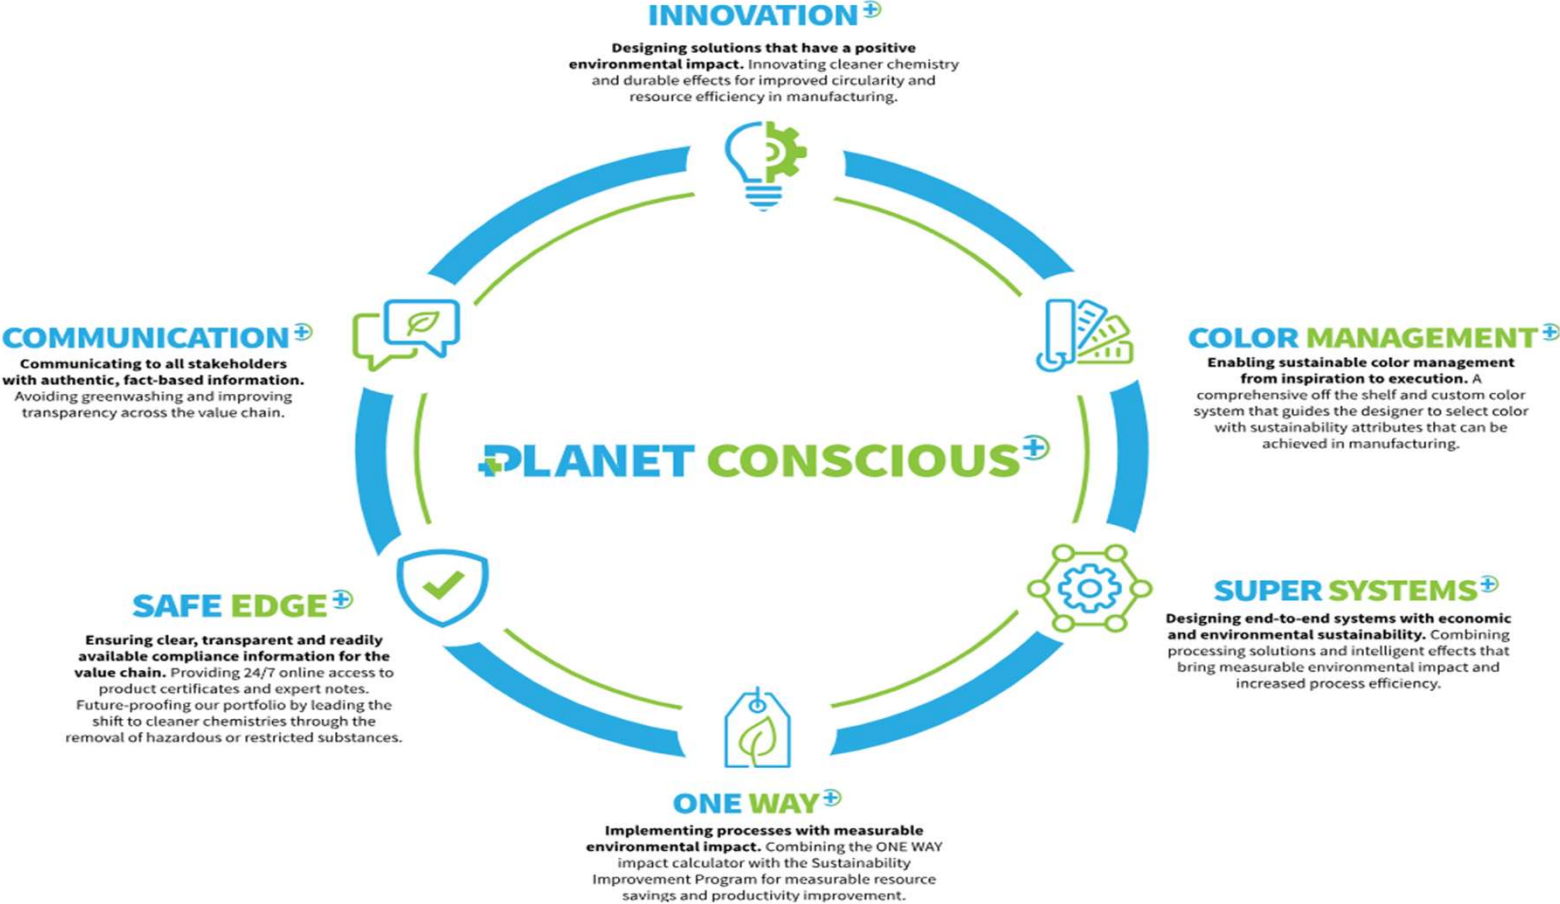 INNOVATION+
Designing solutions that have a positive
environmental impact. Innovating cleaner chemistry
and durable effects for improved circularity and
resource efficiency in manufacturing.
COLOR MANAGEMENT+
Enabling sustainable color management
from inspiration to execution. A
comprehensive off the shelf and custom color
system that guides the designer to select color
with sustainability attributes that can be
achieved in manufacturing.
SUPER SYSTEMS+
Designing end-to-end systems with economic
and environmental sustainability. Combining
processing solutions and intelligent effects that
bring measurable environmental impact and
increased process efficiency.
ONE WAY+
Implementing processes with measurable
environmental impact. Combining the ONE WAY
impact calculator with the Sustainability
Improvement Program for measurable resource
savings and productivity improvement.
SAFE EDGE+
Ensuring clear, transparent and readily
available compliance information for the
value chain. Providing 24/7 online access to
product certificates and expert notes.
Future-proofing our portfolio by leading the
shift to cleaner chemistries through the
removal of hazardous or restricted substances.
COMMUNICATION+
Communicating to all stakeholders
with authentic, fact-based information.
Avoiding greenwashing and improving
transparency across the value chain.
PLANET CONSCIOUS+